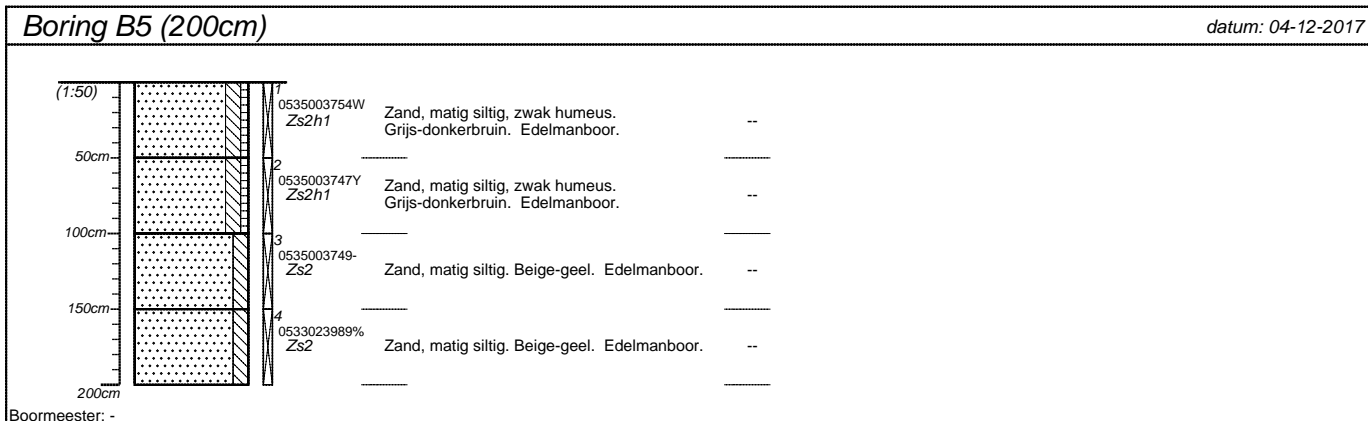 Boring B5 (200cm)
datum: 04-12-2017
(1:50)
1
0535003754W
Zs2h1
Zand, matig siltig, zwak humeus.
Grijs-donkerbruin. Edelmanboor.
--
50cm
2
0535003747Y
Zs2h1
Zand, matig siltig, zwak humeus.
Grijs-donkerbruin. Edelmanboor.
--
100cm
3
0535003749-
Zs2
Zand, matig siltig. Beige-geel. Edelmanboor.
--
150cm
4
0533023989%
Zs2
Zand, matig siltig. Beige-geel. Edelmanboor.
--
200cm
Boormeester: -